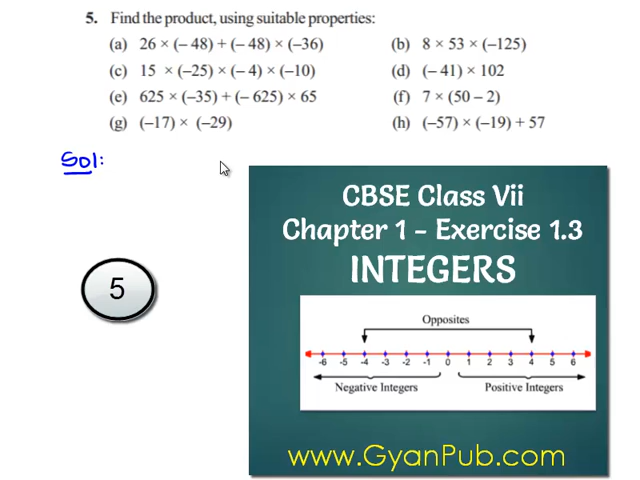 5. Find the product, using suitable properties:
(a) 26 × (– 48) + (– 48) × (–36)
(b) 8 × 53 × (–125)
(c) 15 × (–25) × (– 4) × (–10)
(d) (– 41) × 102
(e) 625 × (–35) + (– 625) × 65
(f) 7 × (50 – 2)
(g) (–17) × (–29)
(h) (–57) × (–19) + 57
Sol:
5
CBSE Class Vii
Chapter 1 - Exercise 1.3
INTEGERS
Opposites
-6 -5 -4 -3 -2 -1 0 1 2 3 4 5 6
Negative Integers
Positive Integers
www.GyanPub.com